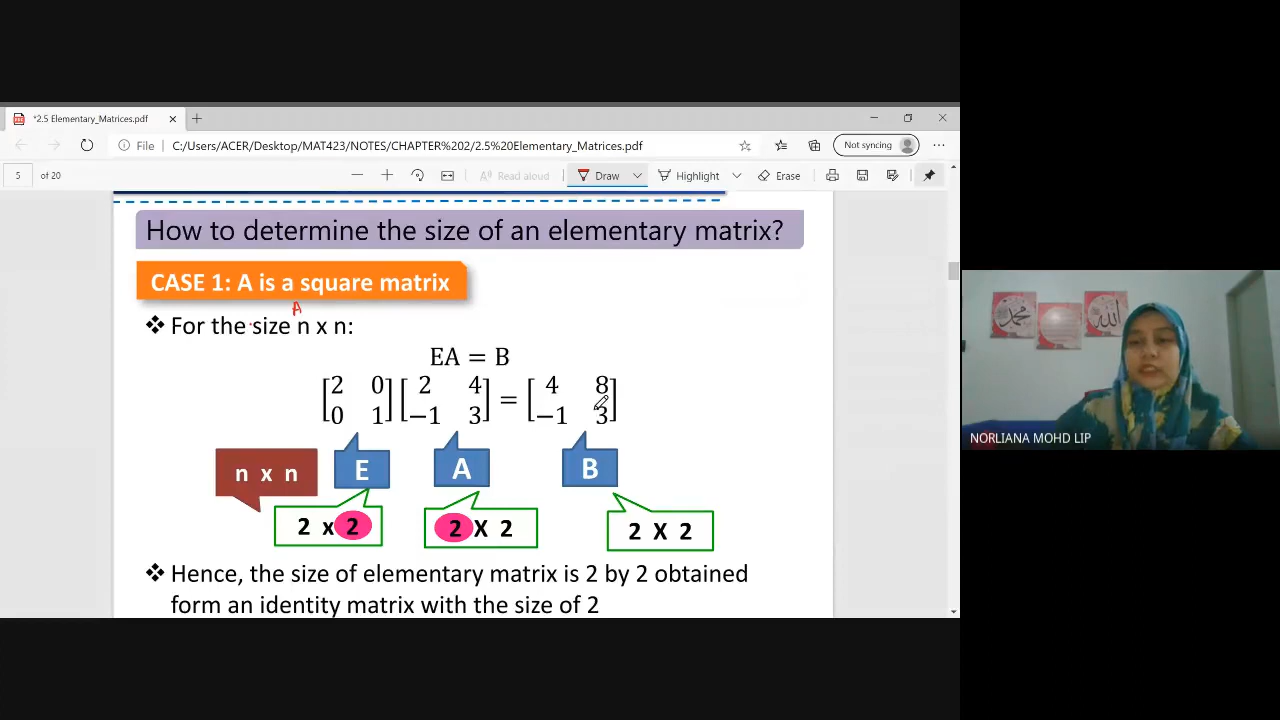 *2.5 Elementary_Matrices.pdf
File
C:/Users/ACER/Desktop/MAT423/NOTES/CHAPTER%202/2.5%20Elementary_Matrices.pdf
Not syncing
5 of 20
Read aloud
Draw
Highlight
Erase
How to determine the size of an elementary matrix?
CASE 1: A is a square matrix
A
❖ For the size n x n:
EA = B
[2 0] [2 4] = [4 8]
[0 1] [−1 3] [−1 3]
n x n E A B
2 x 2 2 X 2 2 X 2
❖ Hence, the size of elementary matrix is 2 by 2 obtained
form an identity matrix with the size of 2
NORLIANA MOHD LIP